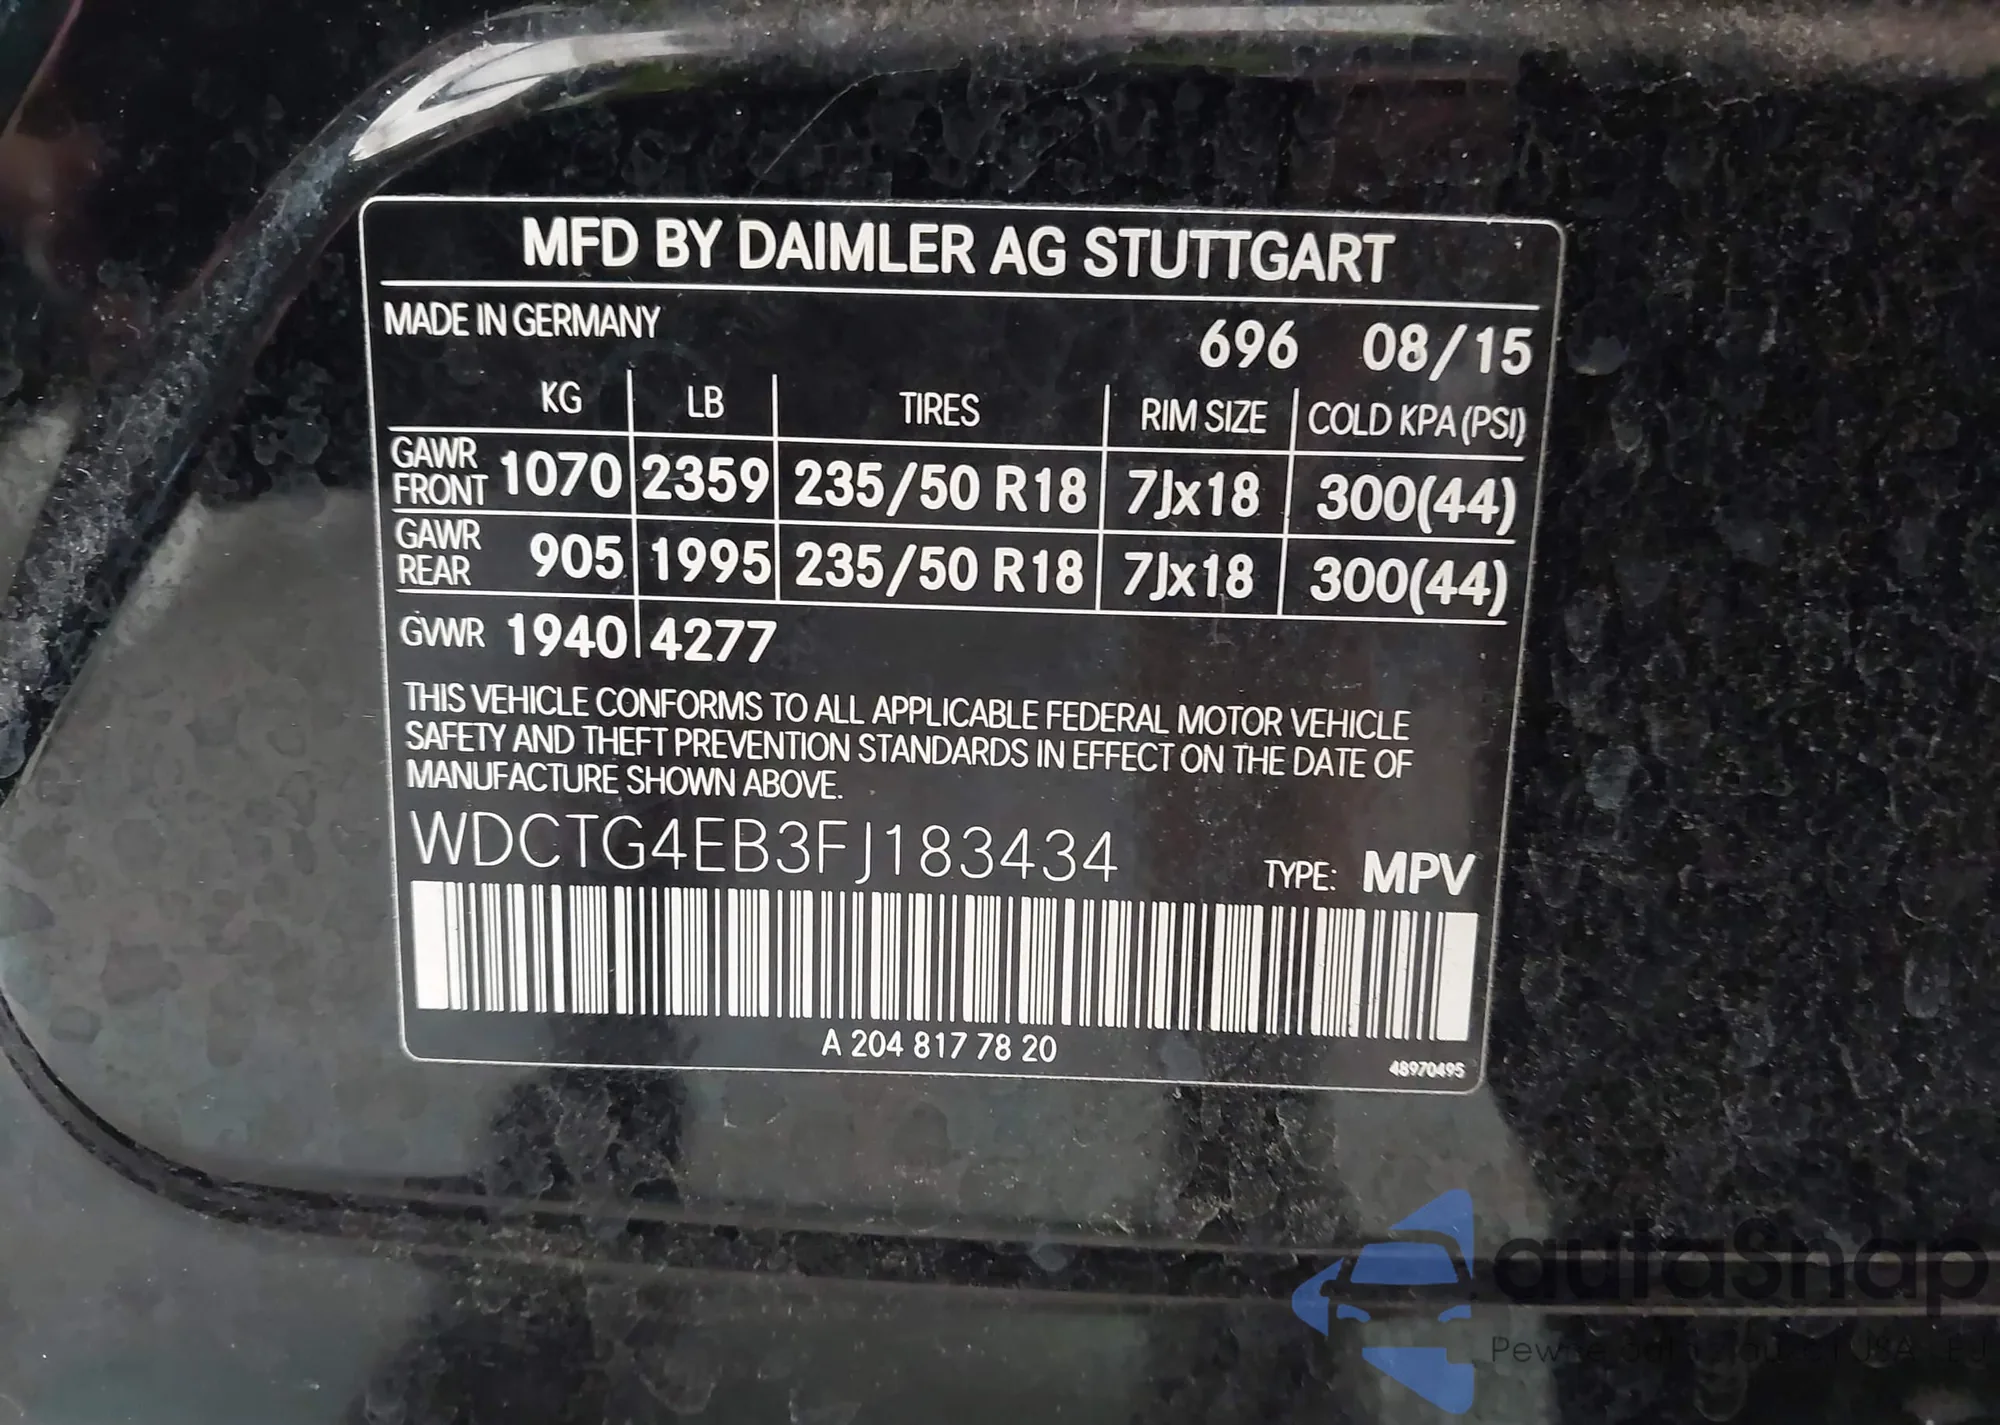 MFD BY DAIMLER AG STUTTGART
MADE IN GERMANY 696 08/15
KG LB TIRES RIM SIZE COLD KPA (PSI)
GAWR FRONT 1070 2359 235/50 R18 7Jx18 300(44)
GAWR REAR 905 1995 235/50 R18 7Jx18 300(44)
GVWR 1940 4277
THIS VEHICLE CONFORMS TO ALL APPLICABLE FEDERAL MOTOR VEHICLE
SAFETY AND THEFT PREVENTION STANDARDS IN EFFECT ON THE DATE OF
MANUFACTURE SHOWN ABOVE.
WDCTG4EB3FJ183434 TYPE: MPV
A 204 817 78 20
48970495
autoSnap
USA